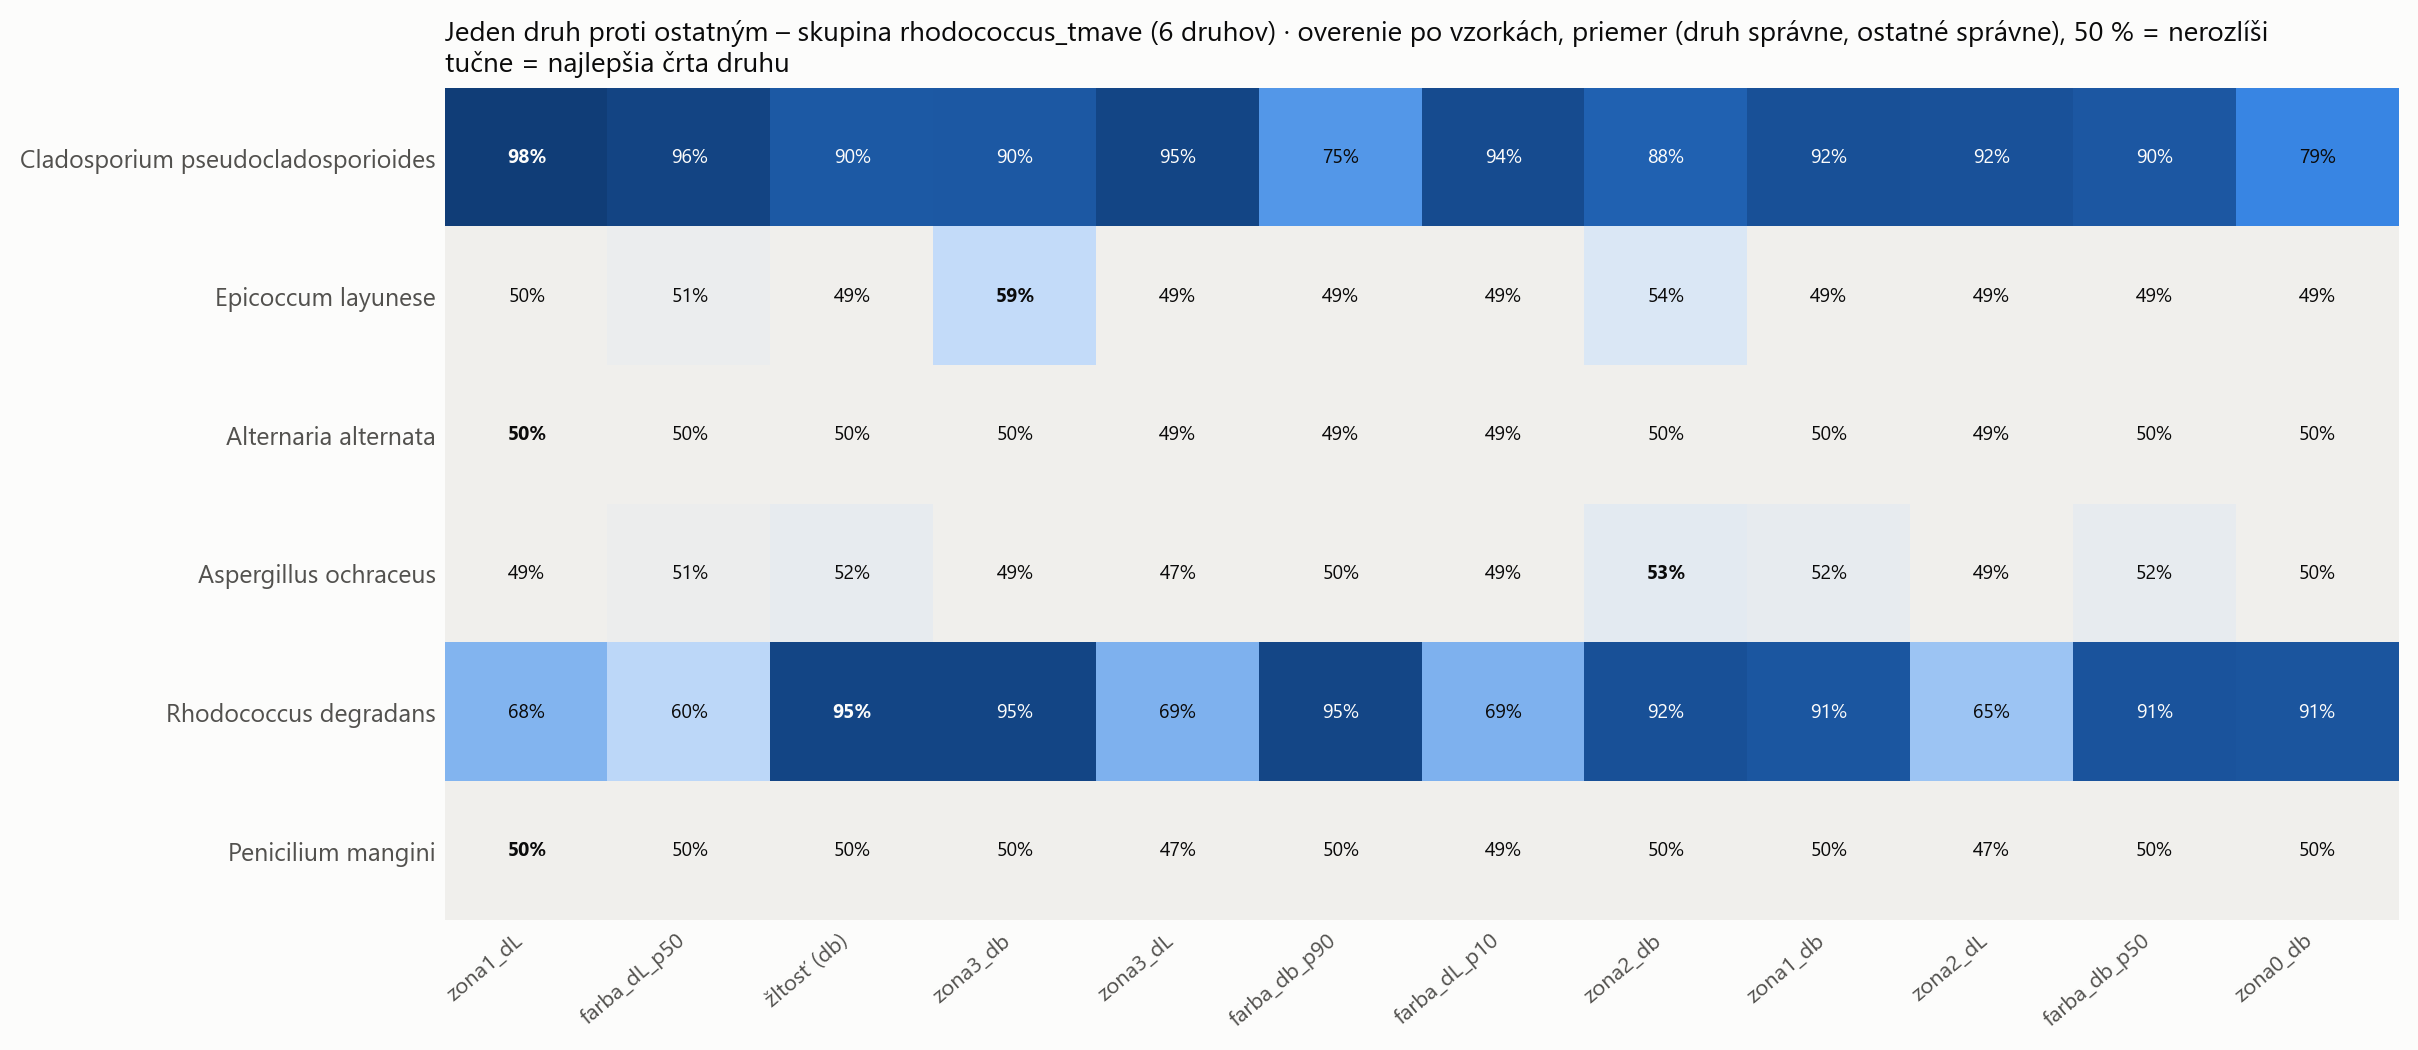 Jeden druh proti ostatným – skupina rhodococcus_tmave (6 druhov) · overenie po vzorkách, priemer (druh správne, ostatné správne), 50 % = nerozlíši
tučne = najlepšia črta druhu
Cladosporium pseudocladosporioides 98% 96% 90% 90% 95% 75% 94% 88% 92% 92% 90% 79%
Epicoccum layunese 50% 51% 49% 59% 49% 49% 49% 54% 49% 49% 49% 49%
Alternaria alternata 50% 50% 50% 50% 49% 49% 49% 50% 50% 49% 50% 50%
Aspergillus ochraceus 49% 51% 52% 49% 47% 50% 49% 53% 52% 49% 52% 50%
Rhodococcus degradans 68% 60% 95% 95% 69% 95% 69% 92% 91% 65% 91% 91%
Penicilium mangini 50% 50% 50% 50% 47% 50% 49% 50% 50% 47% 50% 50%
zona1_dL farba_dL_p50 žltosť (db) zona3_db zona3_dL farba_db_p90 farba_dL_p10 zona2_db zona1_db zona2_dL farba_db_p50 zona0_db